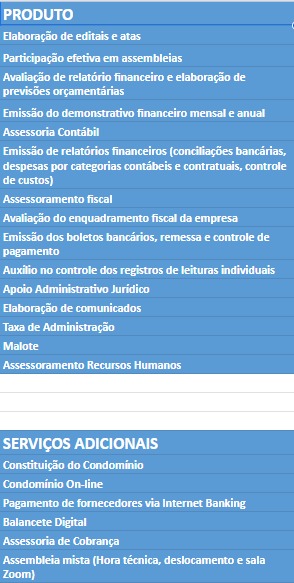 PRODUTO
Elaboração de editais e atas
Participação efetiva em assembleias
Avaliação de relatório financeiro e elaboração de
previsões orçamentárias
Emissão do demonstrativo financeiro mensal e anual
Assessoria Contábil
Emissão de relatórios financeiros (conciliações bancárias,
despesas por categorias contábeis e contratuais, controle
de custos)
Assessoramento fiscal
Avaliação do enquadramento fiscal da empresa
Emissão dos boletos bancários, remessa e controle de
pagamento
Auxílio no controle dos registros de leituras individuais
Apoio Administrativo Jurídico
Elaboração de comunicados
Taxa de Administração
Malote
Assessoramento Recursos Humanos
SERVIÇOS ADICIONAIS
Constituição do Condomínio
Condomínio On-line
Pagamento de fornecedores via Internet Banking
Balancete Digital
Assessoria de Cobrança
Assembleia mista (Hora técnica, deslocamento e sala
Zoom)